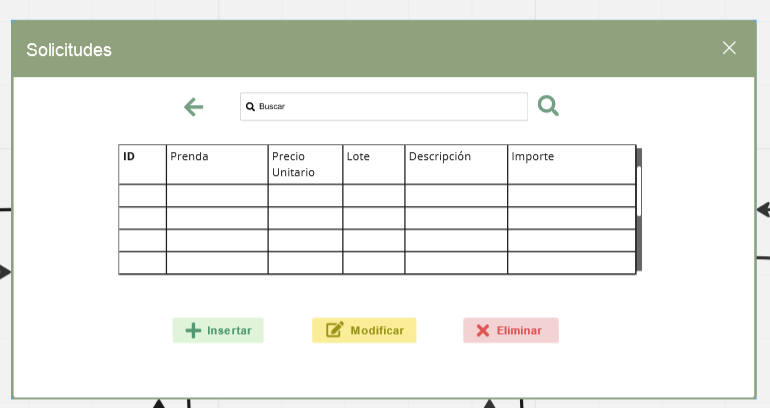 Solicitudes
Buscar
ID Prenda Precio Lote Descripción Importe
Unitario
Insertar Modificar Eliminar